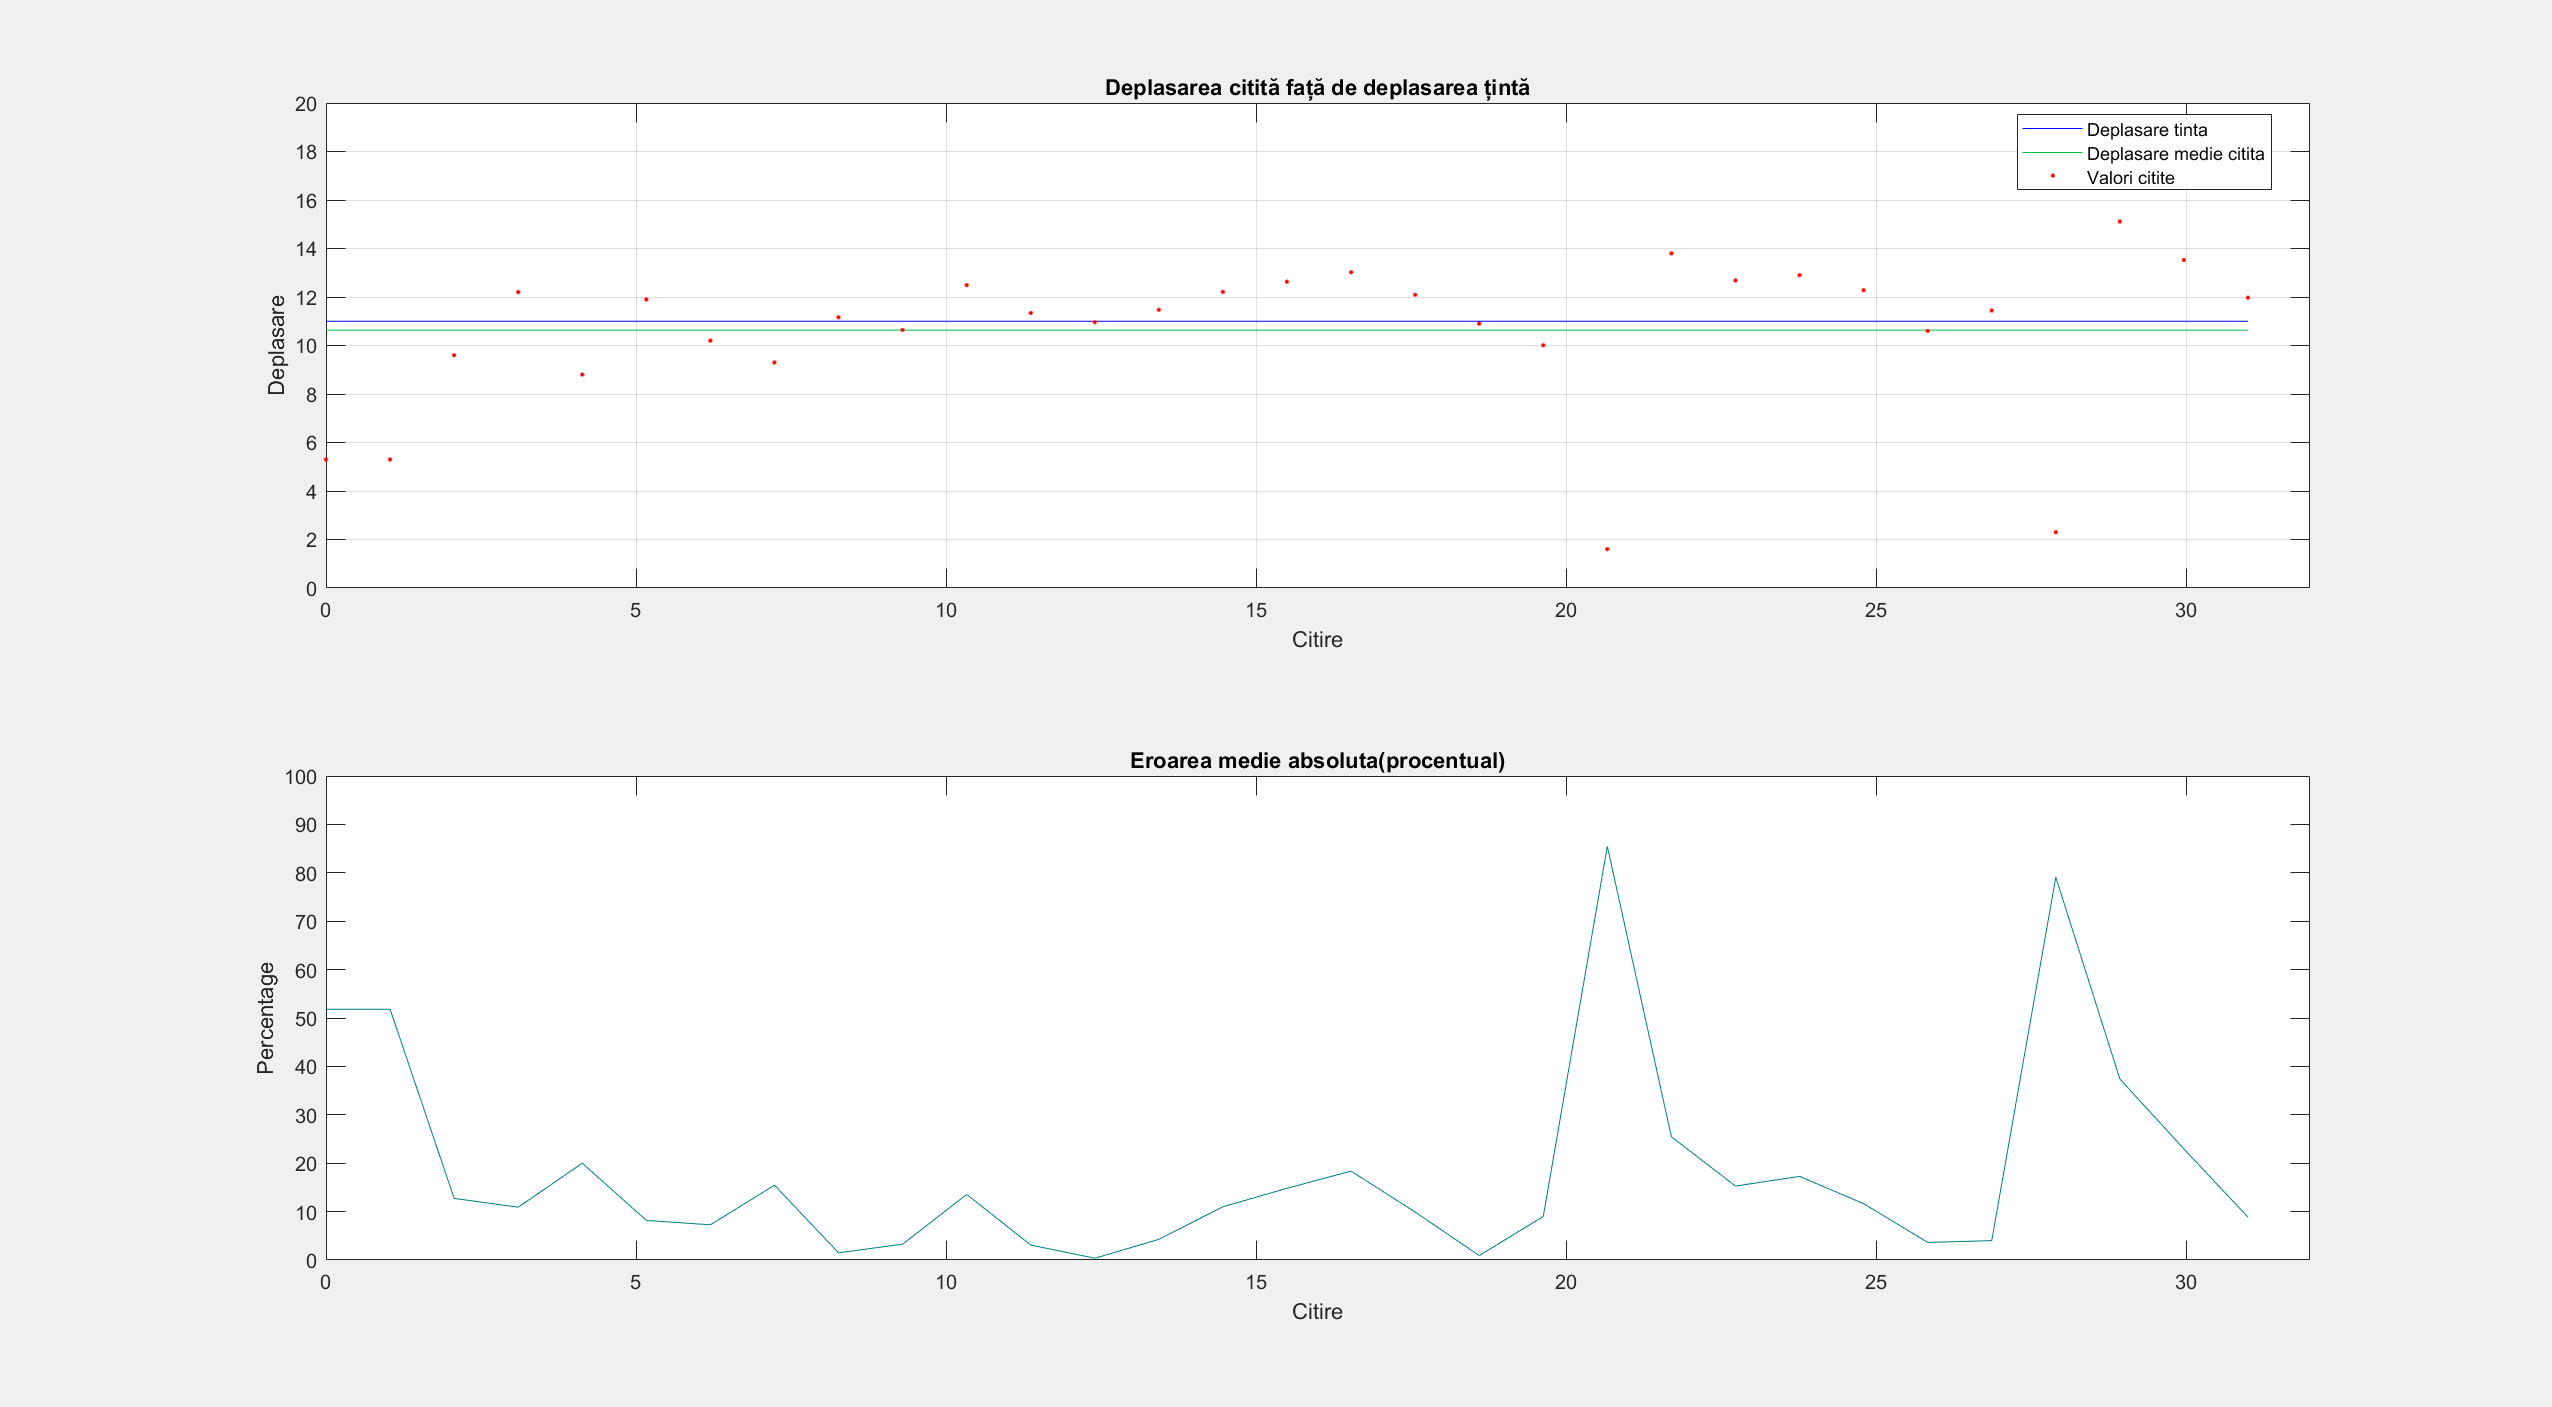 Deplasarea citită față de deplasarea țintă
20
18
16
14
12
10
8
6
4
2
0
Deplasare
Deplasare tinta
Deplasare medie citita
Valori citite
0 5 10 15 20 25 30
Citire
Eroarea medie absoluta(procentual)
100
90
80
70
60
50
40
30
20
10
0
Percentage
0 5 10 15 20 25 30
Citire